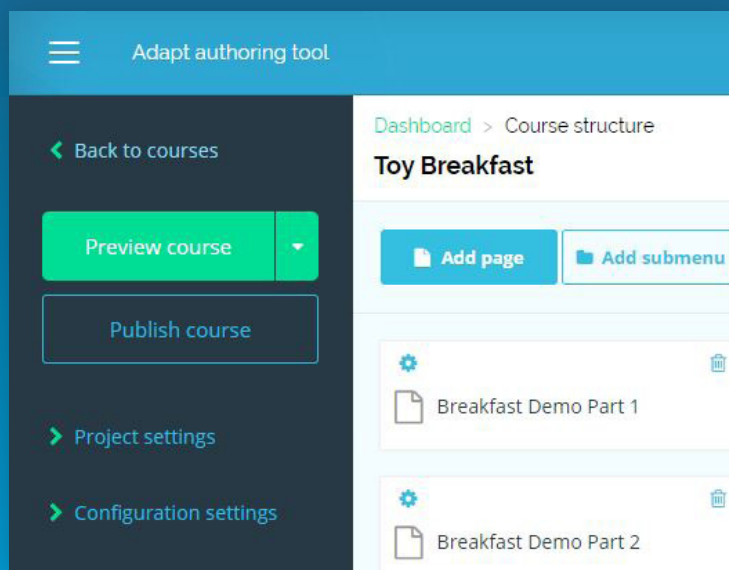 Adapt authoring tool
Back to courses
Preview course
Publish course
Project settings
Configuration settings
Dashboard > Course structure
Toy Breakfast
Add page
Add submenu
Breakfast Demo Part 1
Breakfast Demo Part 2